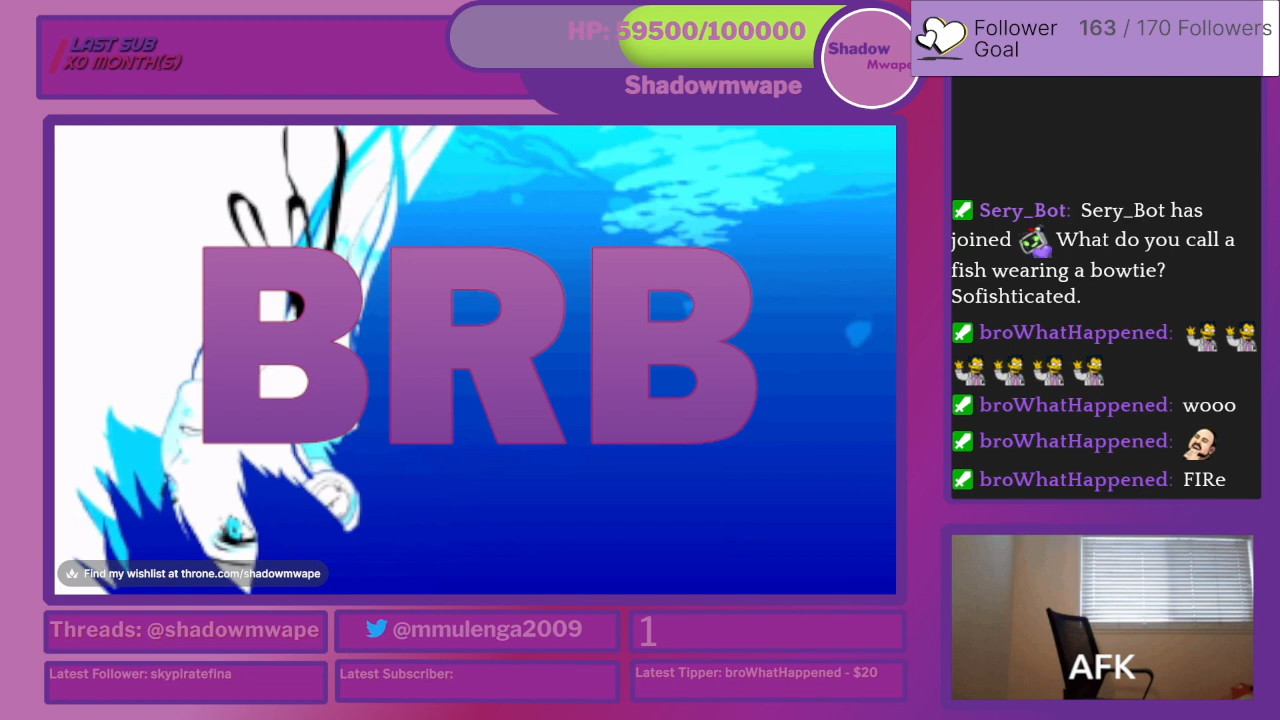 LAST SUB
X0 MONTH(S)
HP: 59500/100000
Shadowmwape
Shadow
Mwape
Follower
Goal
163 / 170 Followers
BRB
Find my wishlist at throne.com/shadowmwape
Sery_Bot: Sery_Bot has
joined What do you call a
fish wearing a bowtie?
Sofishticated.
broWhatHappened:
broWhatHappened: wooo
broWhatHappened:
broWhatHappened: FIRe
AFK
Threads: @shadowmwape
@mmulenga2009
1
Latest Follower: skypiratefina
Latest Subscriber:
Latest Tipper: broWhatHappened - $20